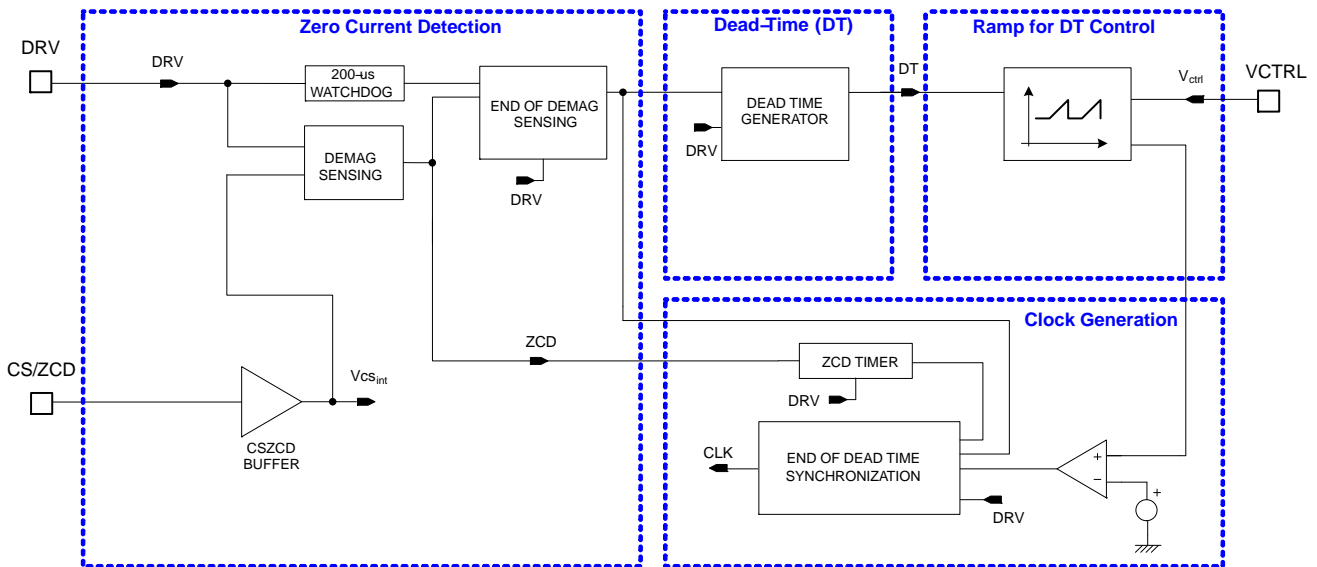 Zero Current Detection
Dead-Time (DT)
Ramp for DT Control
DRV
DRV
200-us
WATCHDOG
END OF DEMAG
SENSING
DRV
DEMAG
SENSING
DEAD TIME
GENERATOR
DRV
DT
Vctrl
VCTRL
Clock Generation
ZCD
ZCD TIMER
DRV
CS/ZCD
Vcsint
CSZCD
BUFFER
CLK
END OF DEAD TIME
SYNCHRONIZATION
DRV
+
−
+